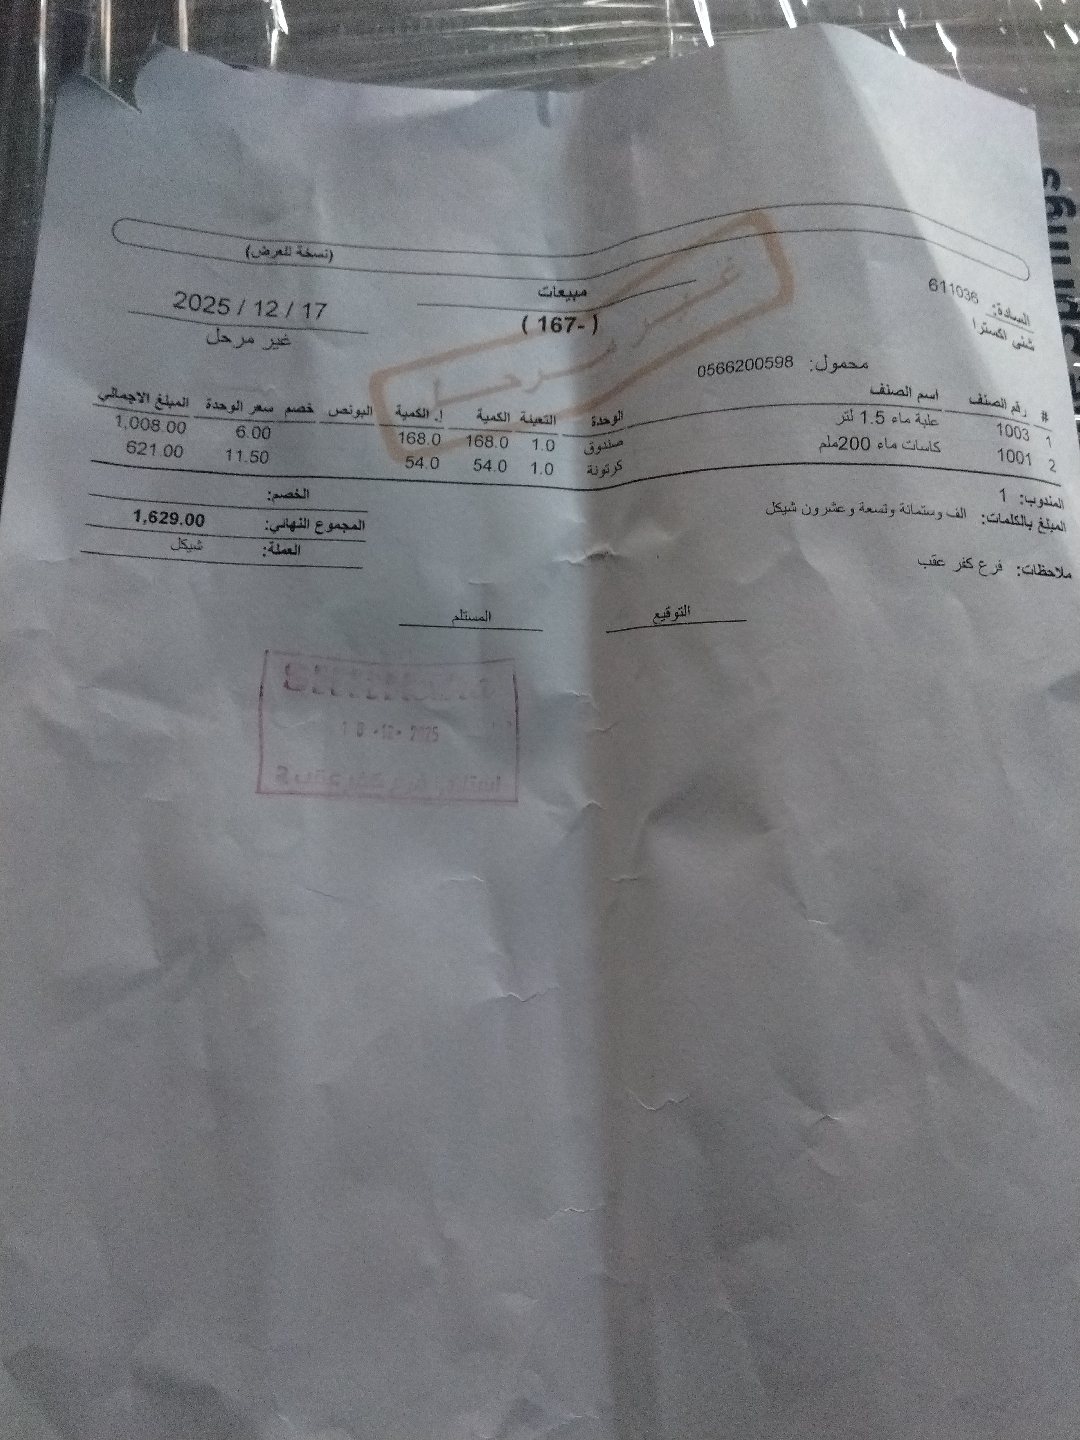 (نسخة للعرض)
السادة: 611036
شني اكسترا
مبيعات
( 167- )
2025 / 12 / 17
غير مرحل
غير مرحل
محمول: 0566200598
# رقم الصنف اسم الصنف الوحدة التعبئة الكمية إ. الكمية البونص خصم سعر الوحدة المبلغ الاجمالي
1 1003 علبة ماء 1.5 لتر صندوق 1.0 168.0 168.0 6.00 1,008.00
2 1001 كاسات ماء 200ملم كرتونة 1.0 54.0 54.0 11.50 621.00
المندوب: 1
المبلغ بالكلمات: الف وستمائة وتسعة وعشرون شيكل
الخصم:
المجموع النهائي: 1,629.00
العملة: شيكل
ملاحظات: فرع كفر عقب
التوقيع
المستلم
2025